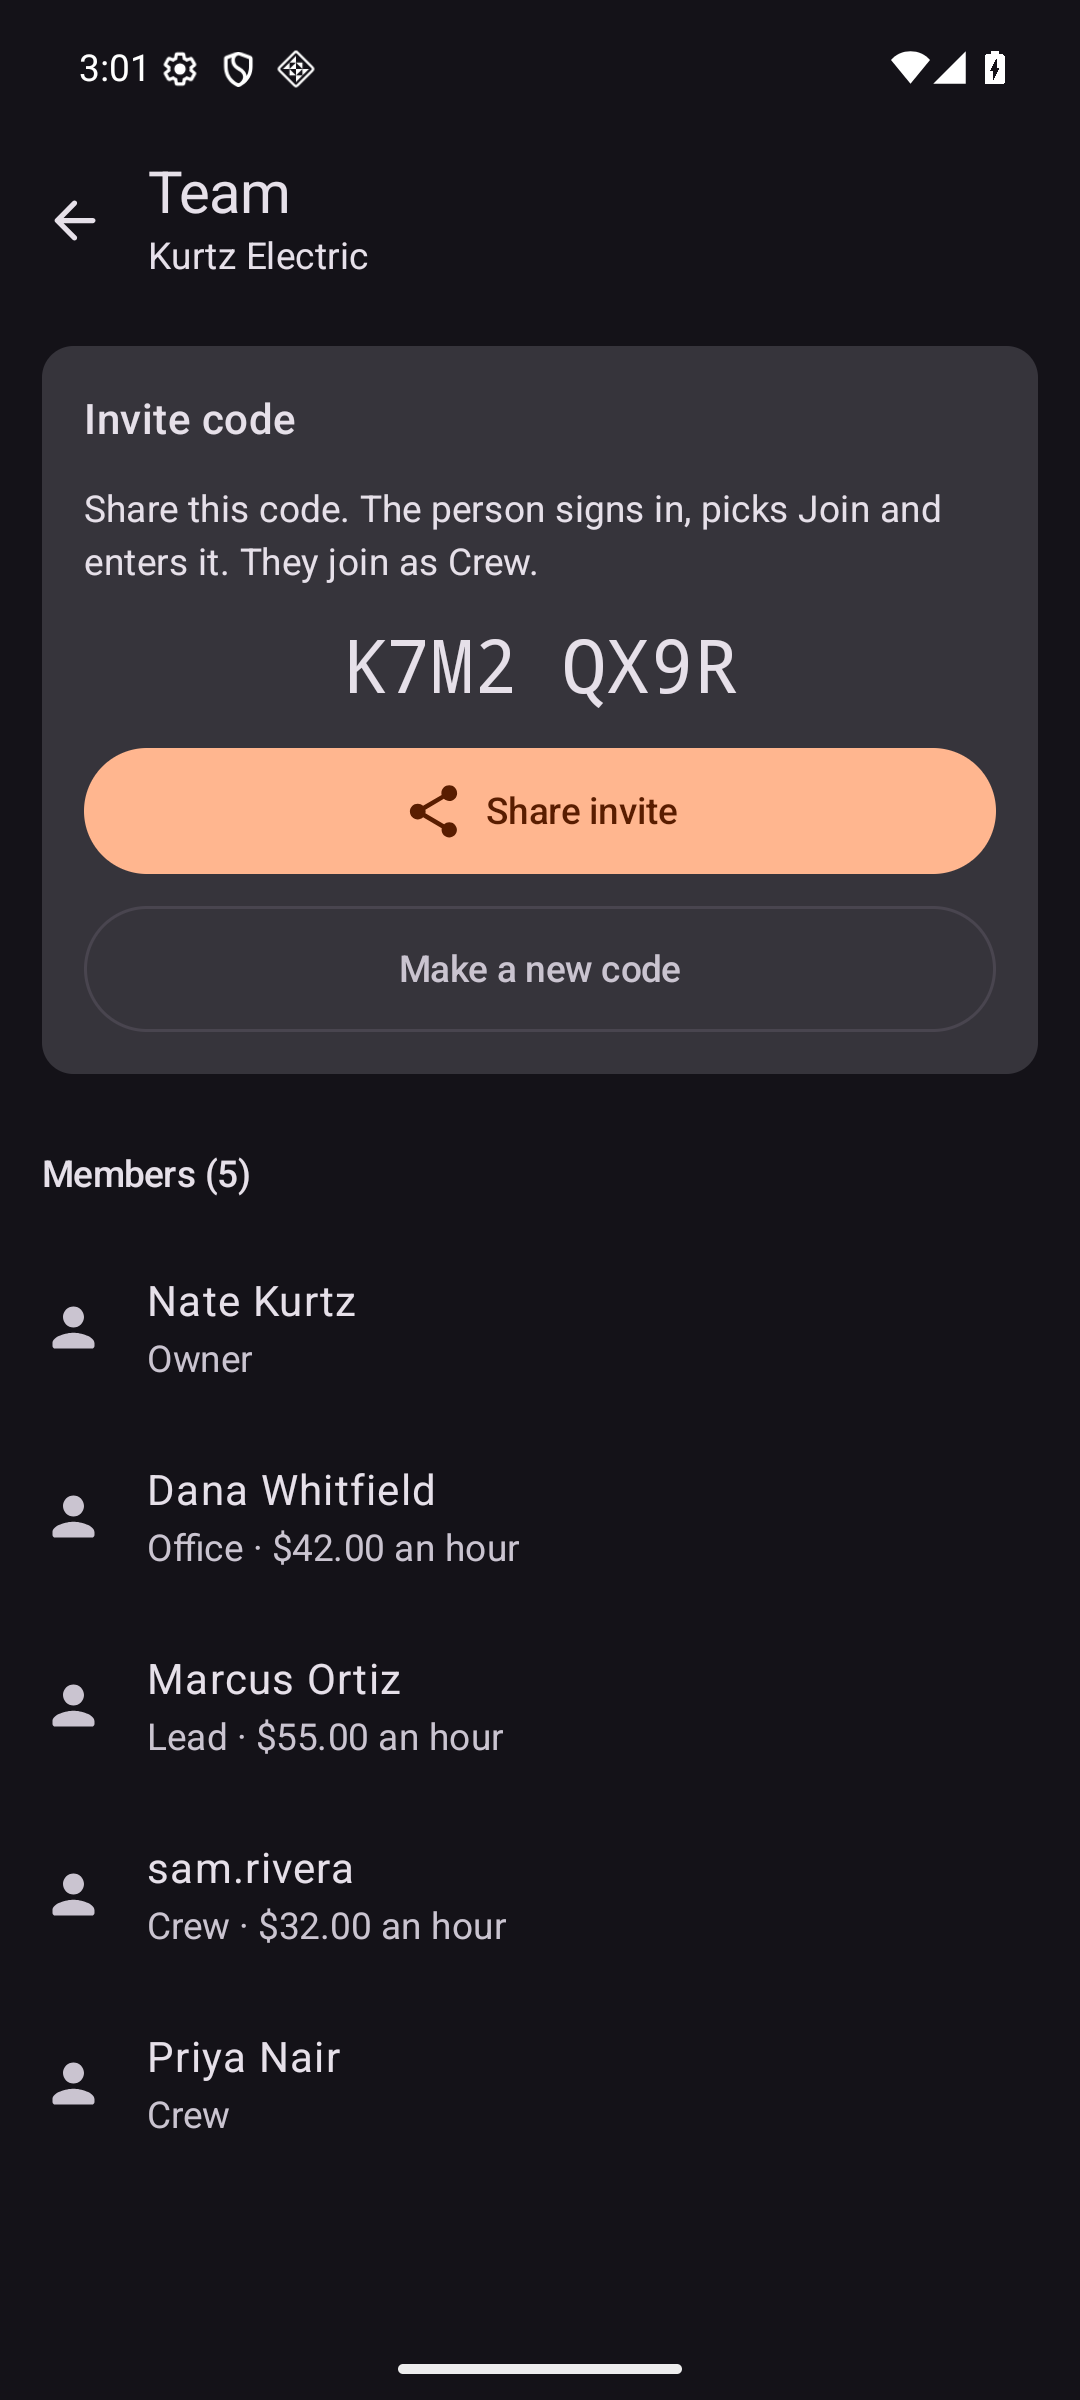 3:01
Team
Kurtz Electric
Invite code
Share this code. The person signs in, picks Join and
enters it. They join as Crew.
K7M2 QX9R
Share invite
Make a new code
Members (5)
Nate Kurtz
Owner
Dana Whitfield
Office · $42.00 an hour
Marcus Ortiz
Lead · $55.00 an hour
sam.rivera
Crew · $32.00 an hour
Priya Nair
Crew